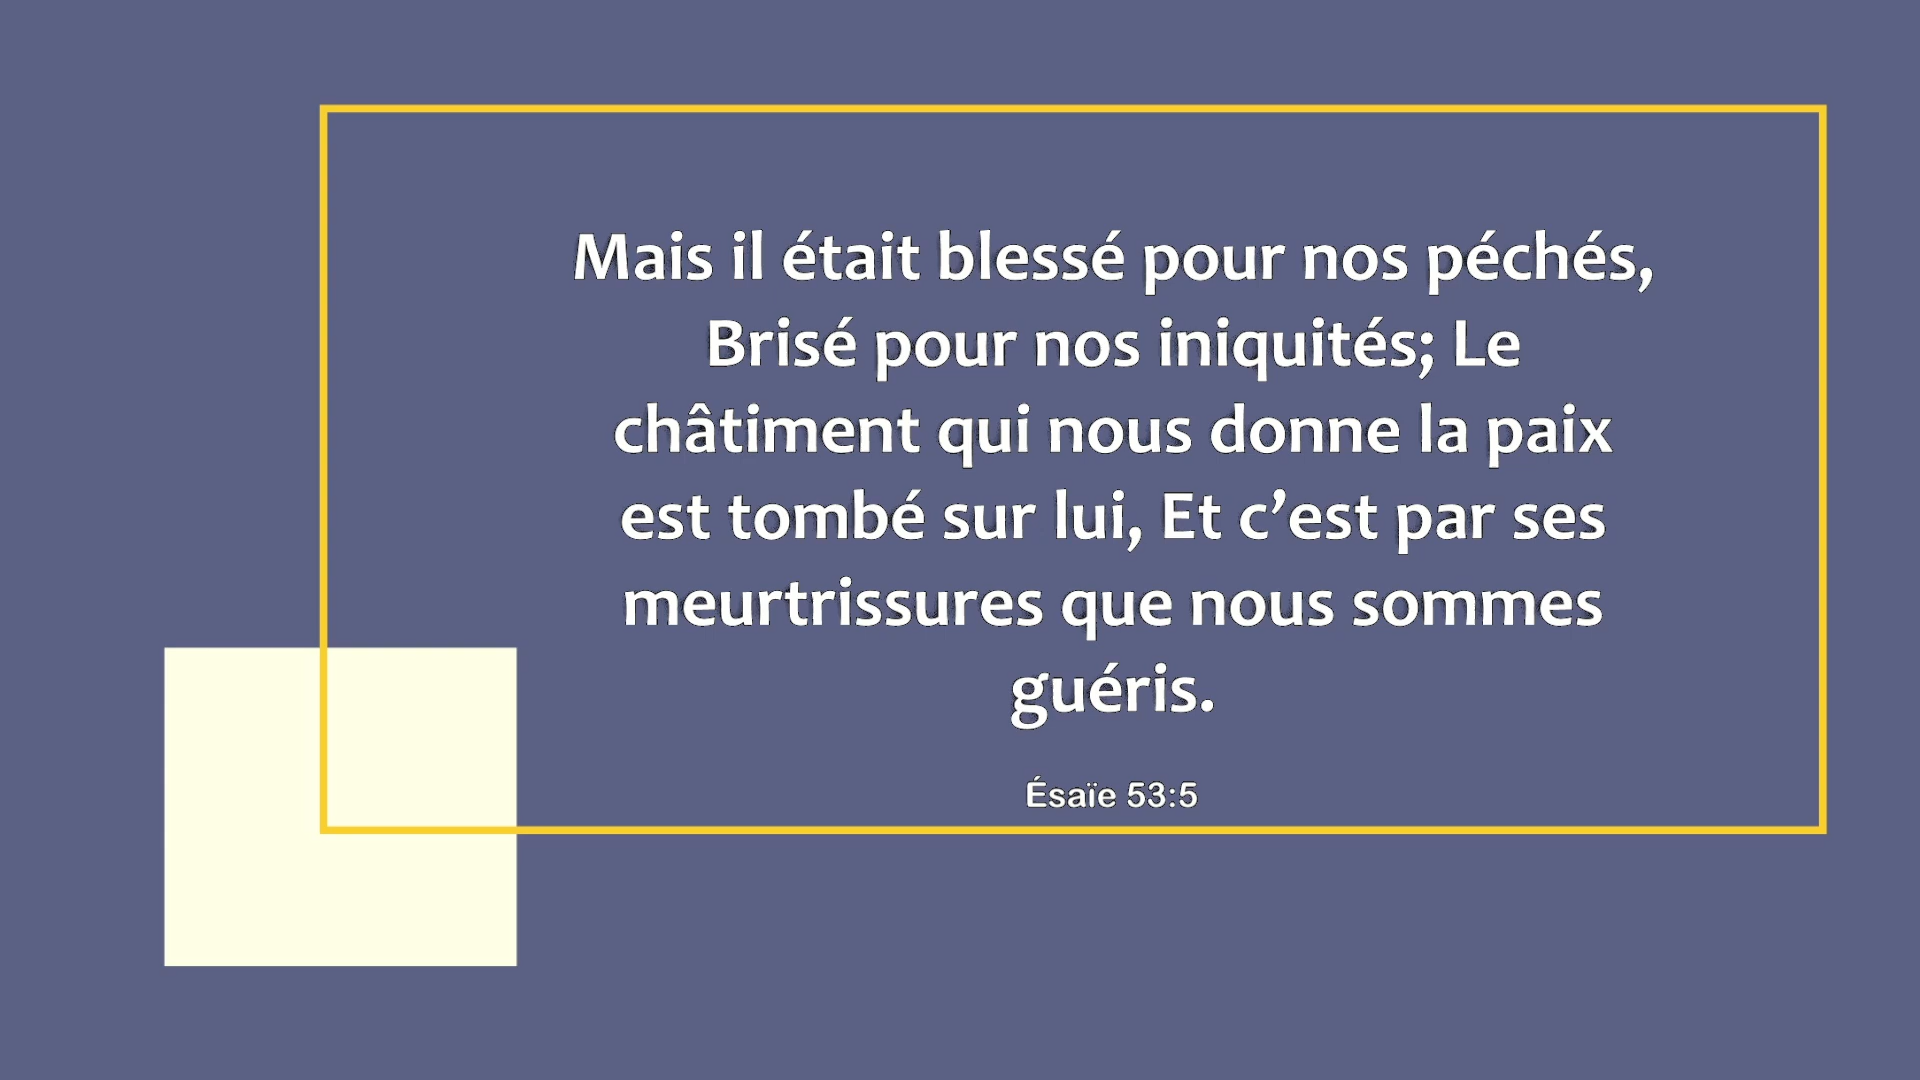 Mais il était blessé pour nos péchés,
Brisé pour nos iniquités; Le
châtiment qui nous donne la paix
est tombé sur lui, Et c’est par ses
meurtrissures que nous sommes
guéris.
Ésaïe 53:5